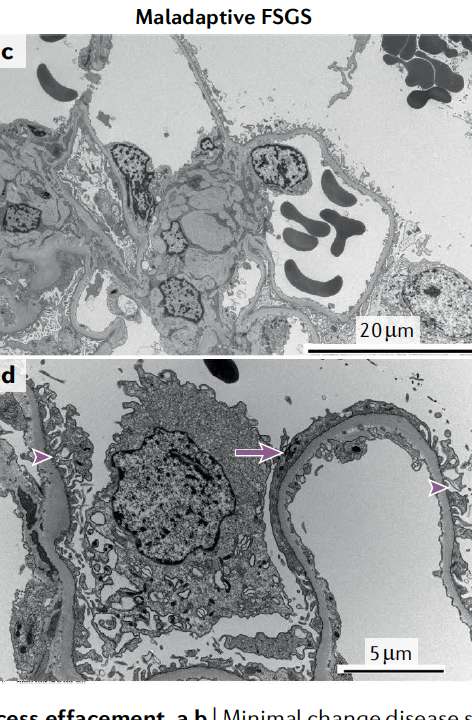 Maladaptive FSGS
c
20 µm
d
5 µm
cess effacement. a,b | Minimal change disease s